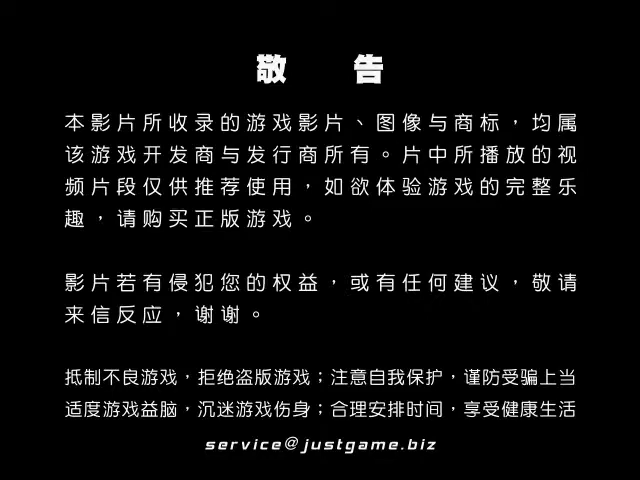 敬 告
本影片所收录的游戏影片、图像与商标，均属
该游戏开发商与发行商所有。片中所播放的视
频片段仅供推荐使用，如欲体验游戏的完整乐
趣，请购买正版游戏。
影片若有侵犯您的权益，或有任何建议，敬请
来信反应，谢谢。
抵制不良游戏，拒绝盗版游戏；注意自我保护，谨防受骗上当
适度游戏益脑，沉迷游戏伤身；合理安排时间，享受健康生活
service@justgame.biz